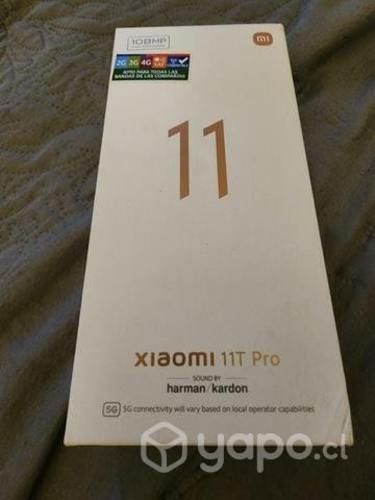 108MP
mi
2G 3G 4G SAE
APTO PARA TODAS LAS
BANDAS DE LAS COMPAÑÍAS
11
xiaomi 11T Pro
SOUND BY
harman/kardon
5G 5G connectivity will vary based on local operator capabilities
yapo.cl